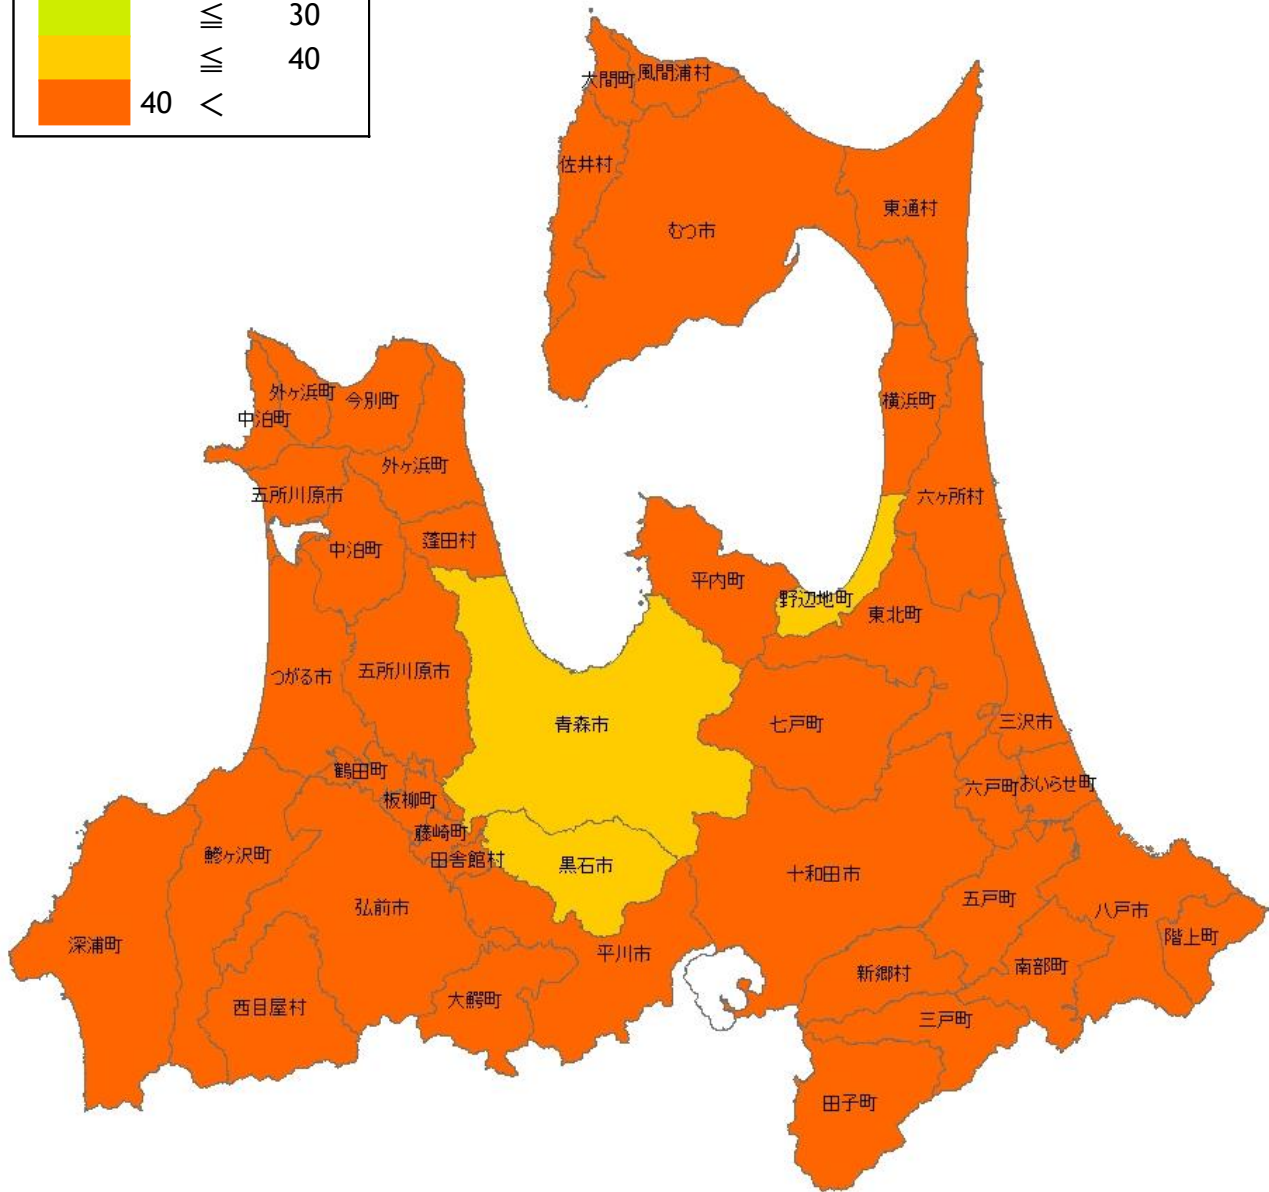 ≦ 30
≦ 40
40 <
大間町
風間浦村
佐井村
東通村
むつ市
外ヶ浜町
今別町
横浜町
中泊町
外ヶ浜町
五所川原市
六ヶ所村
蓬田村
中泊町
平内町
野辺地町
東北町
五所川原市
つがる市
青森市
七戸町
三沢市
鶴田町
六戸町
おいらせ町
板柳町
藤崎町
鰺ヶ沢町
田舎館村
黒石市
十和田市
五戸町
弘前市
八戸市
階上町
深浦町
平川市
南部町
新郷村
大鰐町
西目屋村
三戸町
田子町